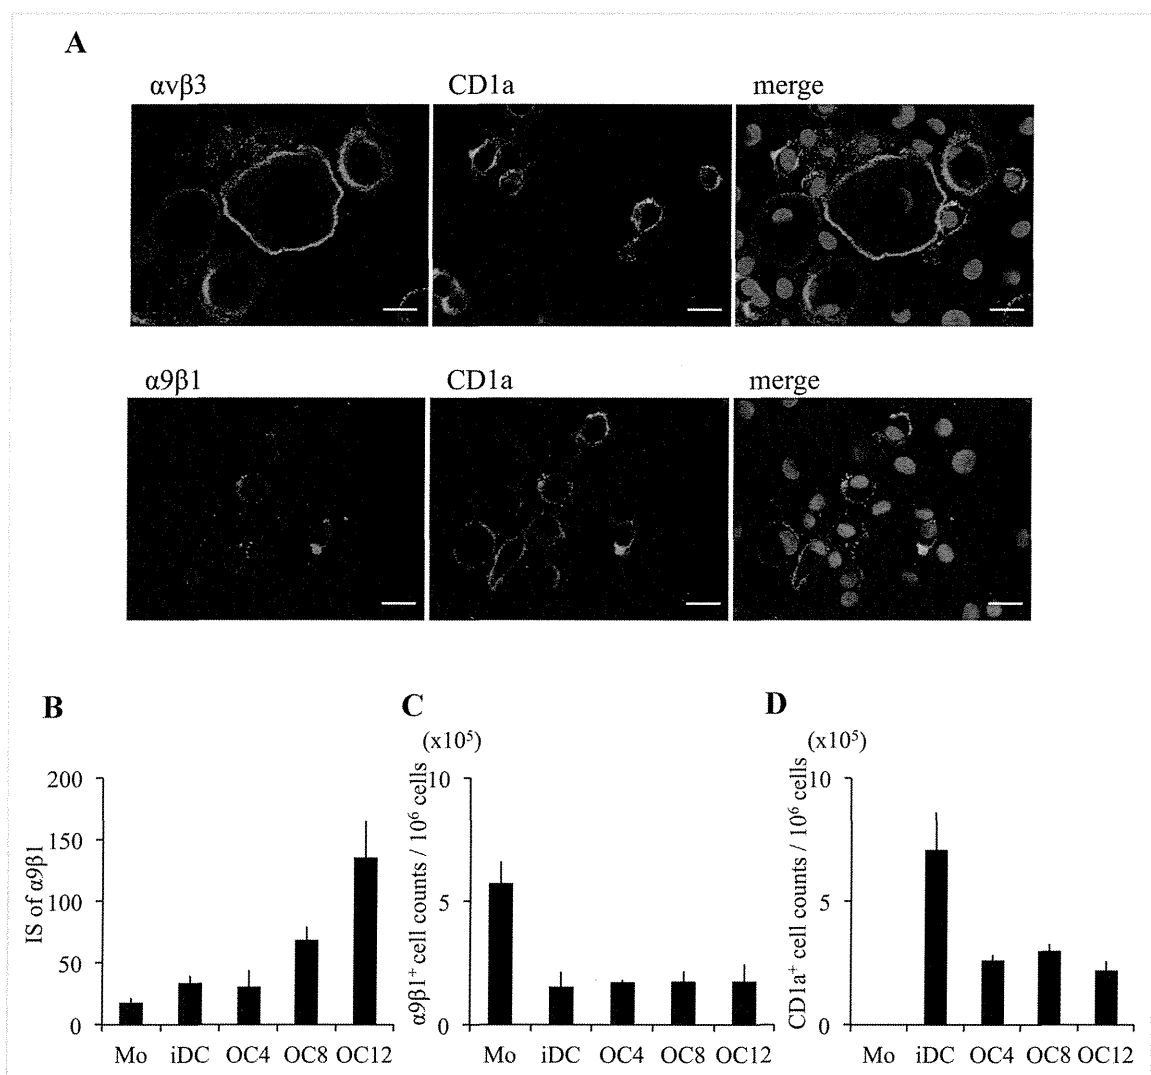 A
αvβ3 CD1a merge
α9β1 CD1a merge
B
IS of α9β1
200
150
100
50
0
Mo iDC OC4 OC8 OC12
C
(x10⁵)
α9β1⁺ cell counts / 10⁶ cells
10
5
0
Mo iDC OC4 OC8 OC12
D
(x10⁵)
CD1a⁺ cell counts / 10⁶ cells
10
5
0
Mo iDC OC4 OC8 OC12